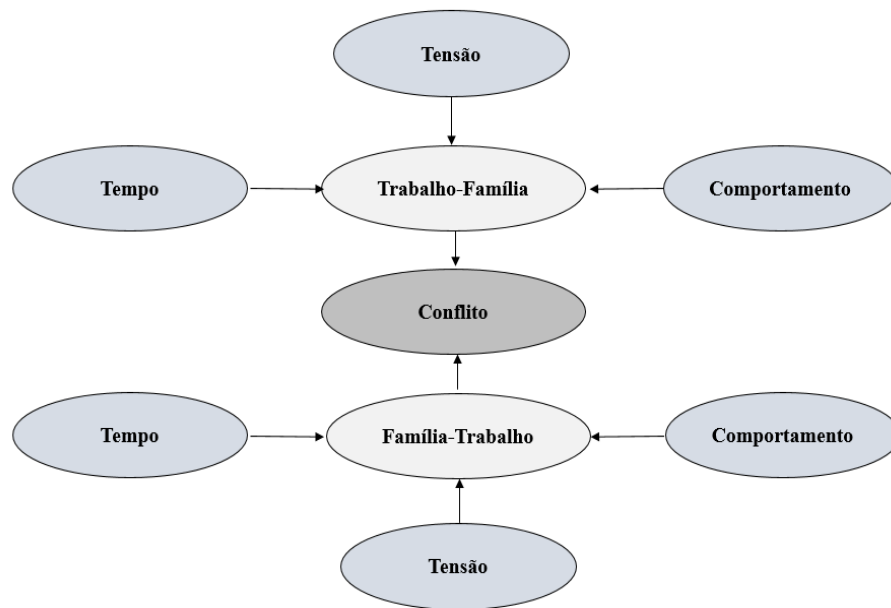 Tensão
Tempo
Trabalho-Família
Comportamento
Conflito
Tempo
Família-Trabalho
Comportamento
Tensão